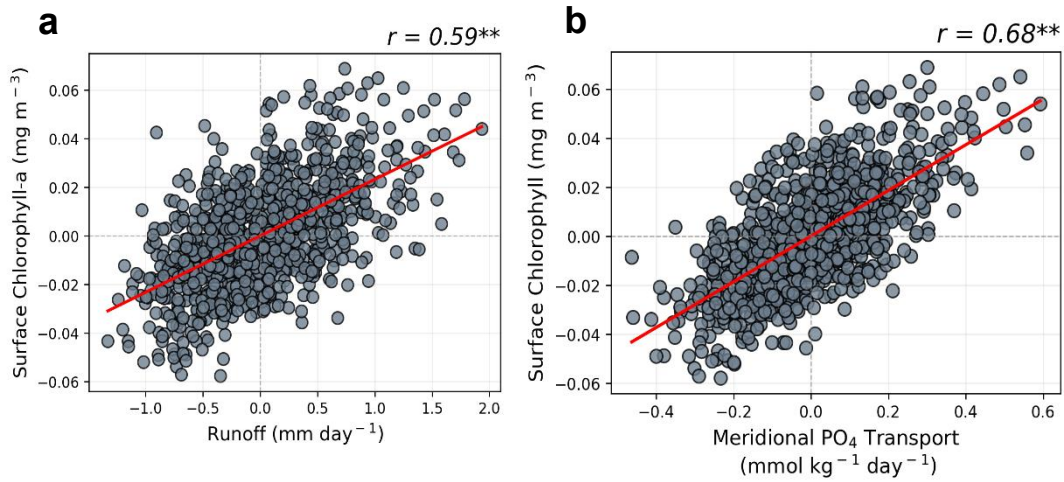 a
r = 0.59**
Surface Chlorophyll-a (mg m⁻³)
0.06
0.04
0.02
0.00
−0.02
−0.04
−0.06
−1.0 −0.5 0.0 0.5 1.0 1.5 2.0
Runoff (mm day⁻¹)
b
r = 0.68**
Surface Chlorophyll (mg m⁻³)
0.06
0.04
0.02
0.00
−0.02
−0.04
−0.06
−0.4 −0.2 0.0 0.2 0.4 0.6
Meridional PO₄ Transport
(mmol kg⁻¹ day⁻¹)